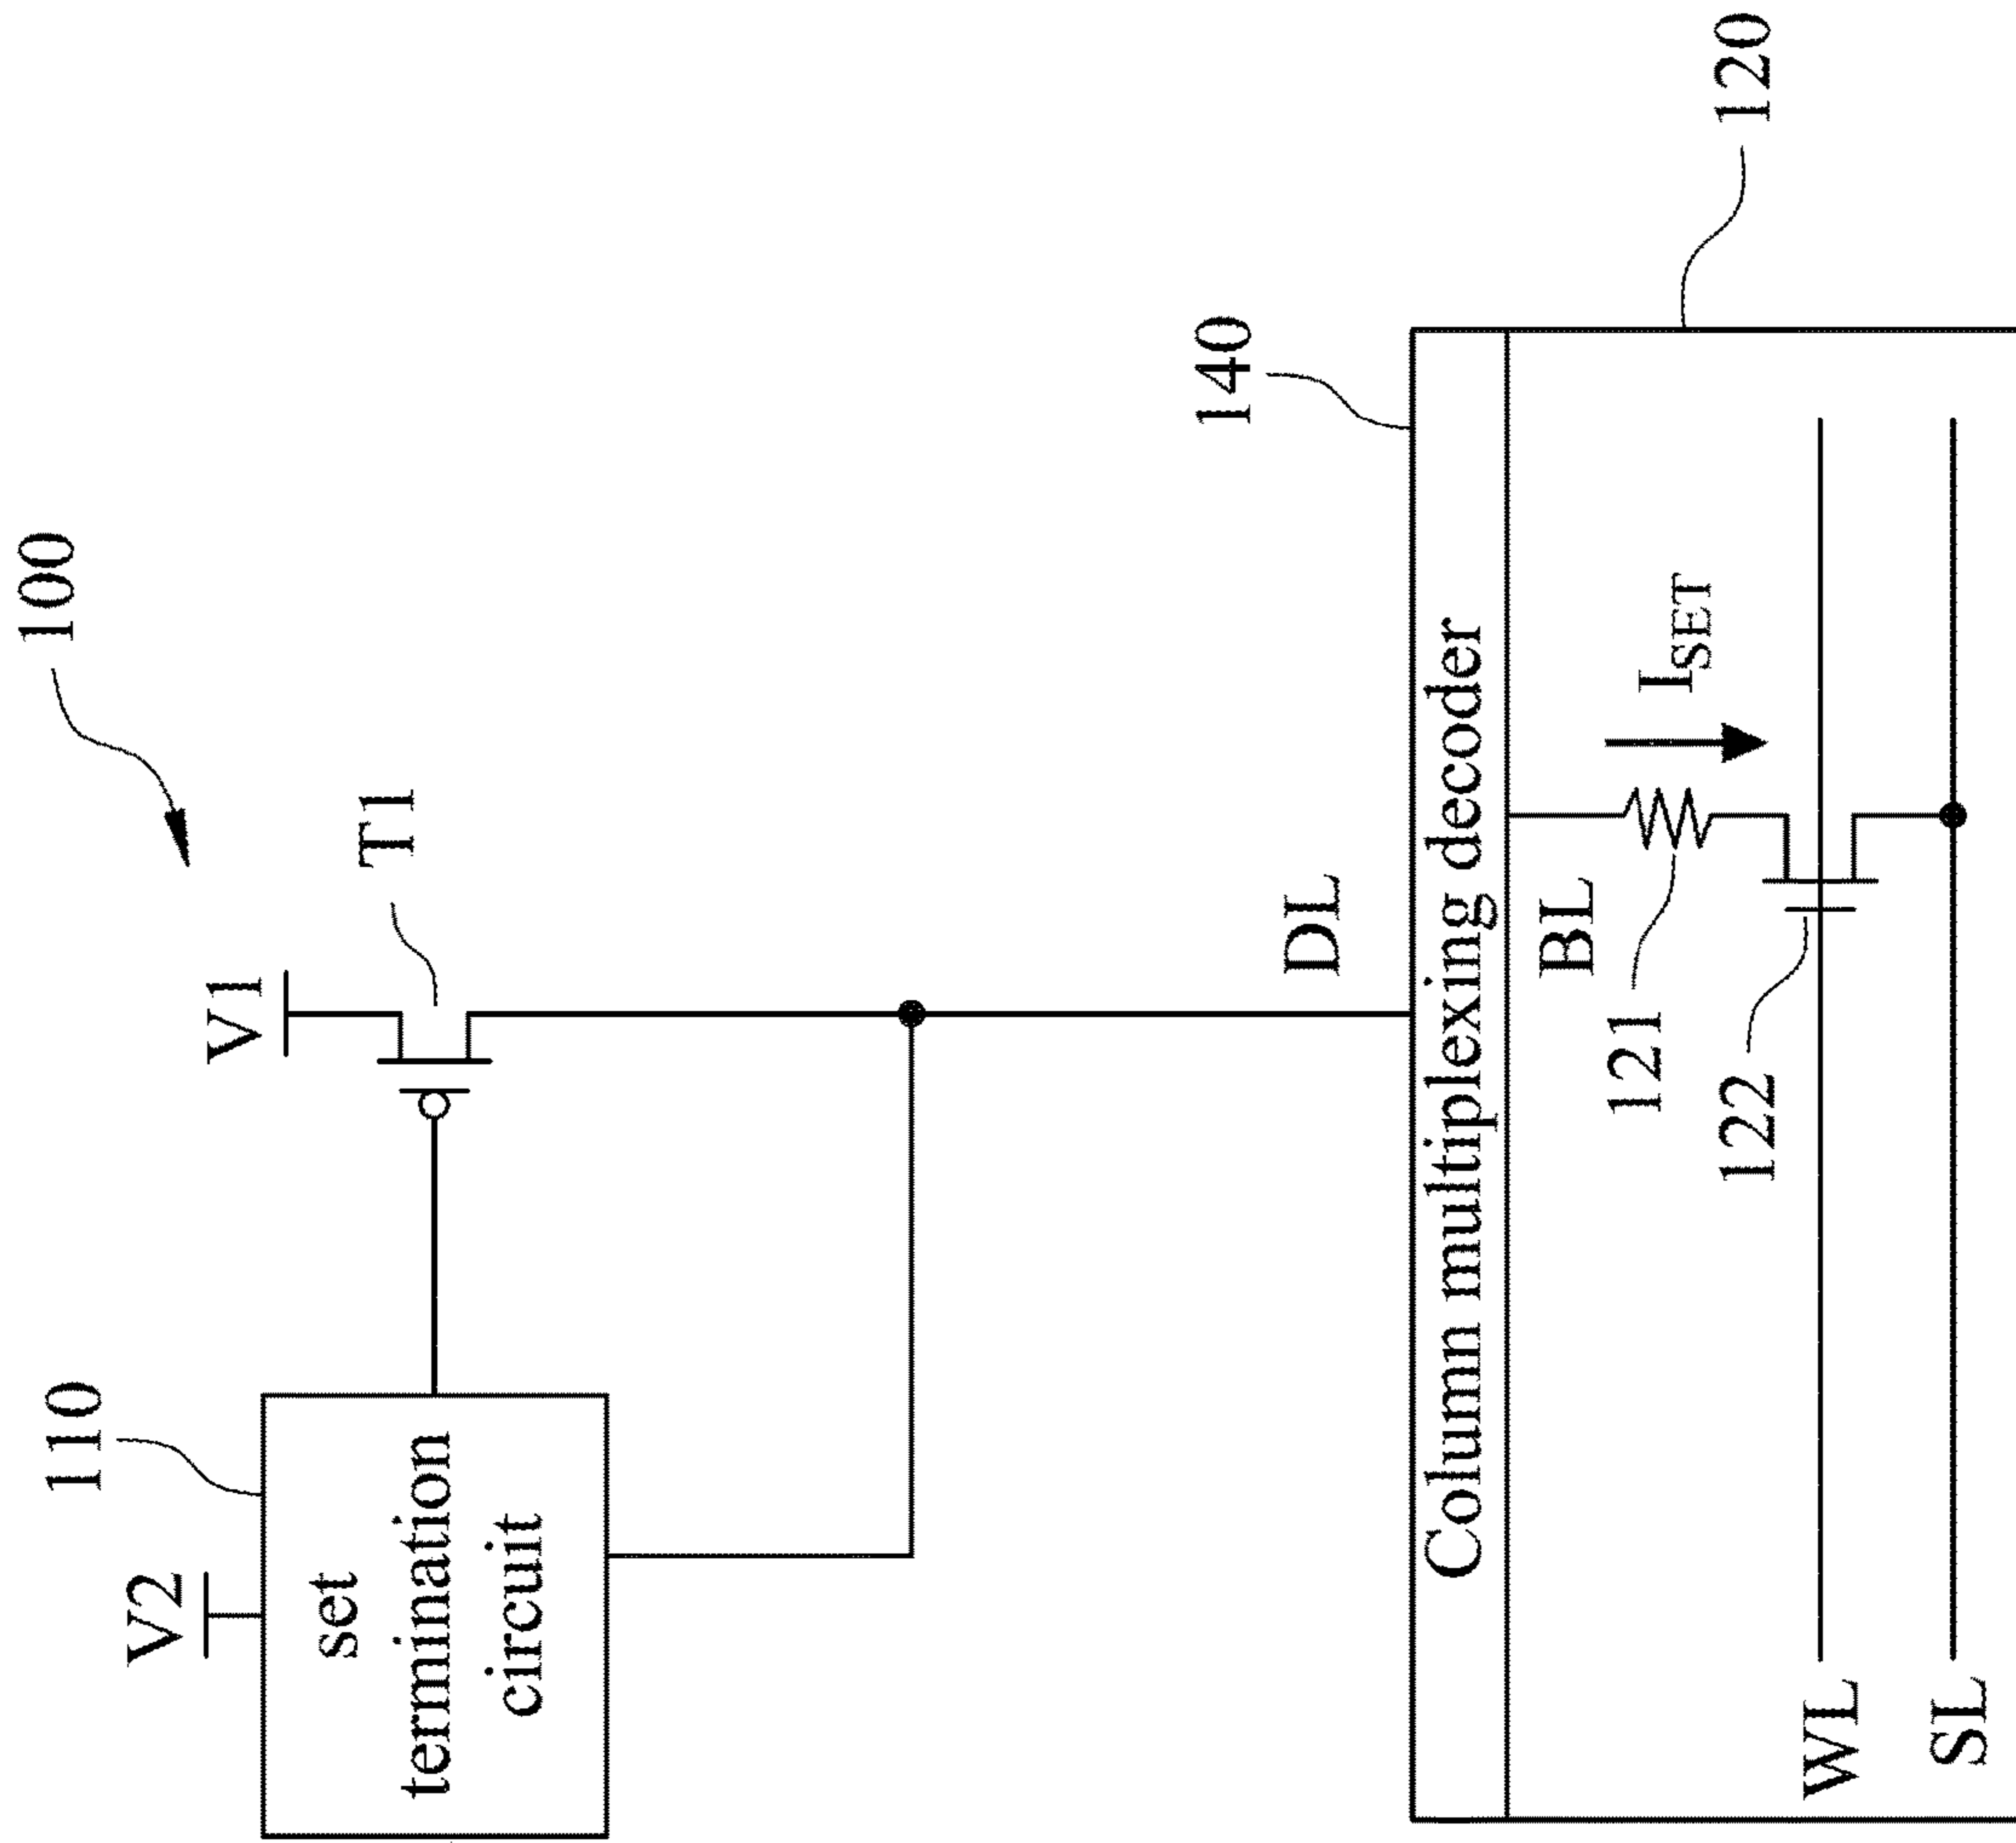 100
110
V2
V1
T1
set
termination
circuit
DL
140
Column multiplexing decoder
120
BL
I_SET
121
122
WL
SL